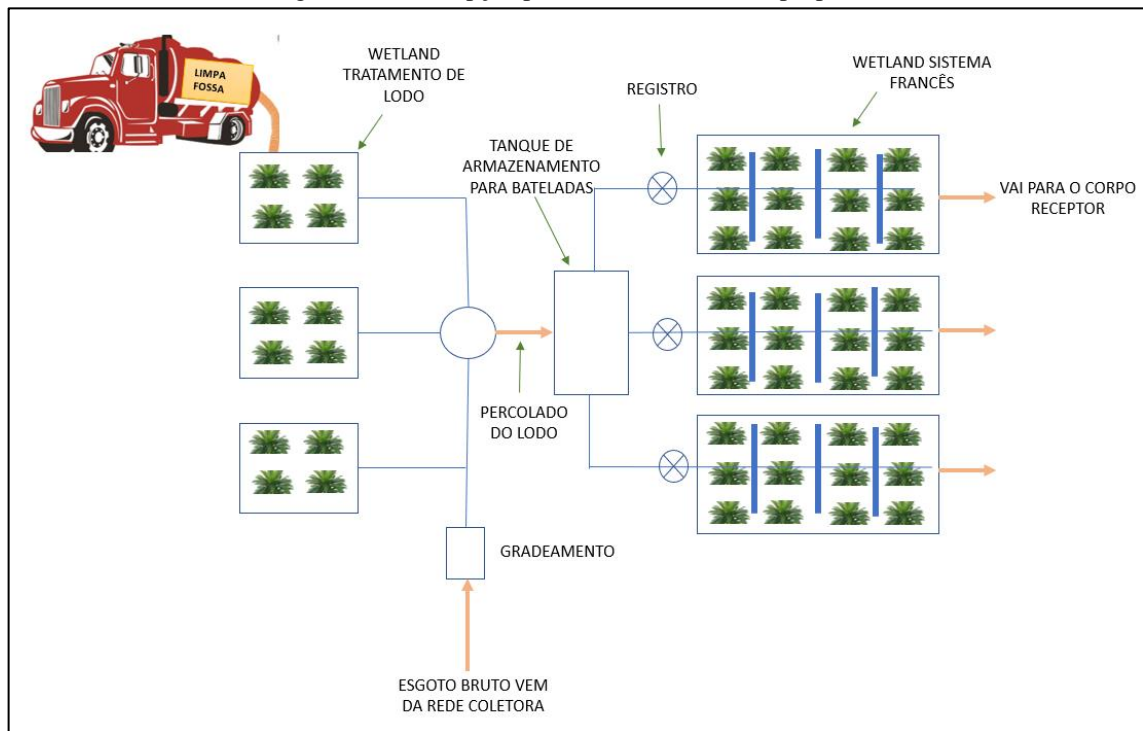 LIMPA
FOSSA
WETLAND
TRATAMENTO DE
LODO
REGISTRO
WETLAND SISTEMA
FRANCÊS
TANQUE DE
ARMAZENAMENTO
PARA BATELADAS
VAI PARA O CORPO
RECEPTOR
PERCOLADO
DO LODO
GRADEAMENTO
ESGOTO BRUTO VEM
DA REDE COLETORA